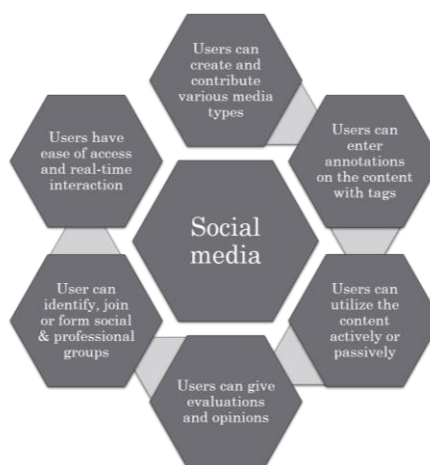 Users can
create and
contribute
various media
types
Users can
enter
annotations
on the content
with tags
Users can
utilize the
content
actively or
passively
Users can give
evaluations
and opinions
User can
identify, join
or form social
& professional
groups
Users have
ease of access
and real-time
interaction
Social
media